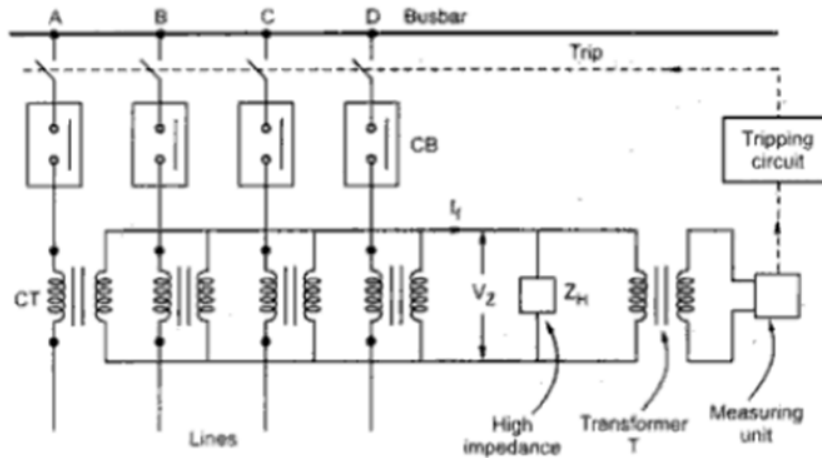 A B C D Busbar
Trip
CB
Tripping
circuit
If
CT
VZ
ZH
Lines
High
impedance
Transformer
T
Measuring
unit